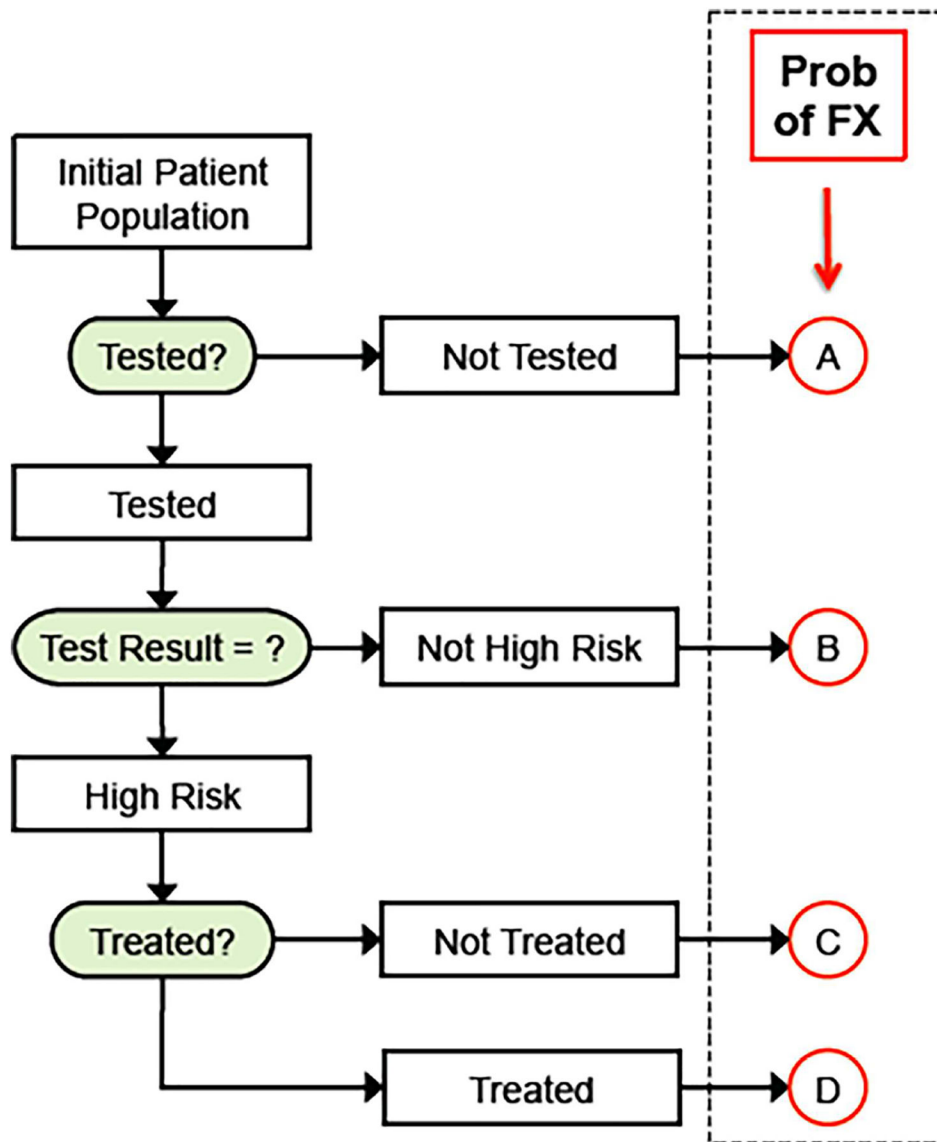 Prob
of FX
Initial Patient
Population
Tested?
Not Tested
A
Tested
Test Result = ?
Not High Risk
B
High Risk
Treated?
Not Treated
C
Treated
D